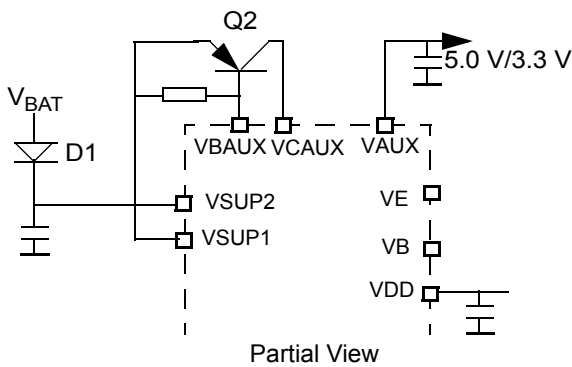 Q2
5.0 V/3.3 V
VBAT
D1
VBAUX VCAUX VAUX
VSUP2
VE
VSUP1
VB
VDD
Partial View